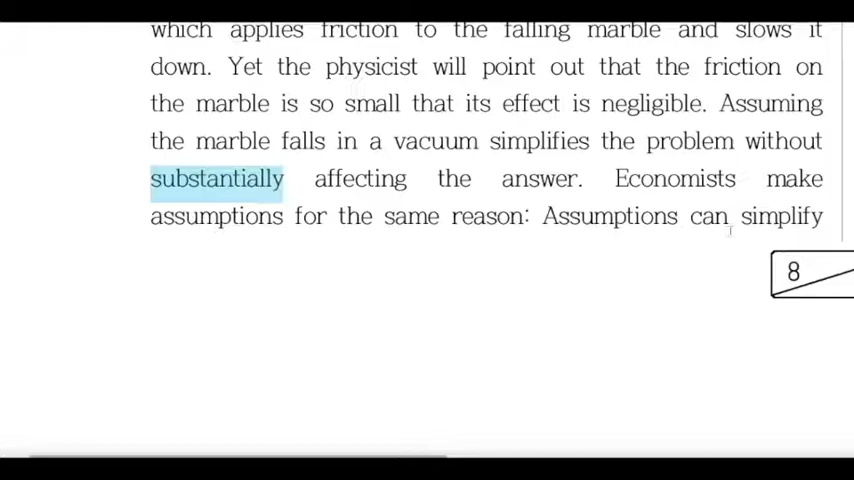 which applies friction to the falling marble and slows it
down. Yet the physicist will point out that the friction on
the marble is so small that its effect is negligible. Assuming
the marble falls in a vacuum simplifies the problem without
substantially affecting the answer. Economists make
assumptions for the same reason: Assumptions can simplify
8